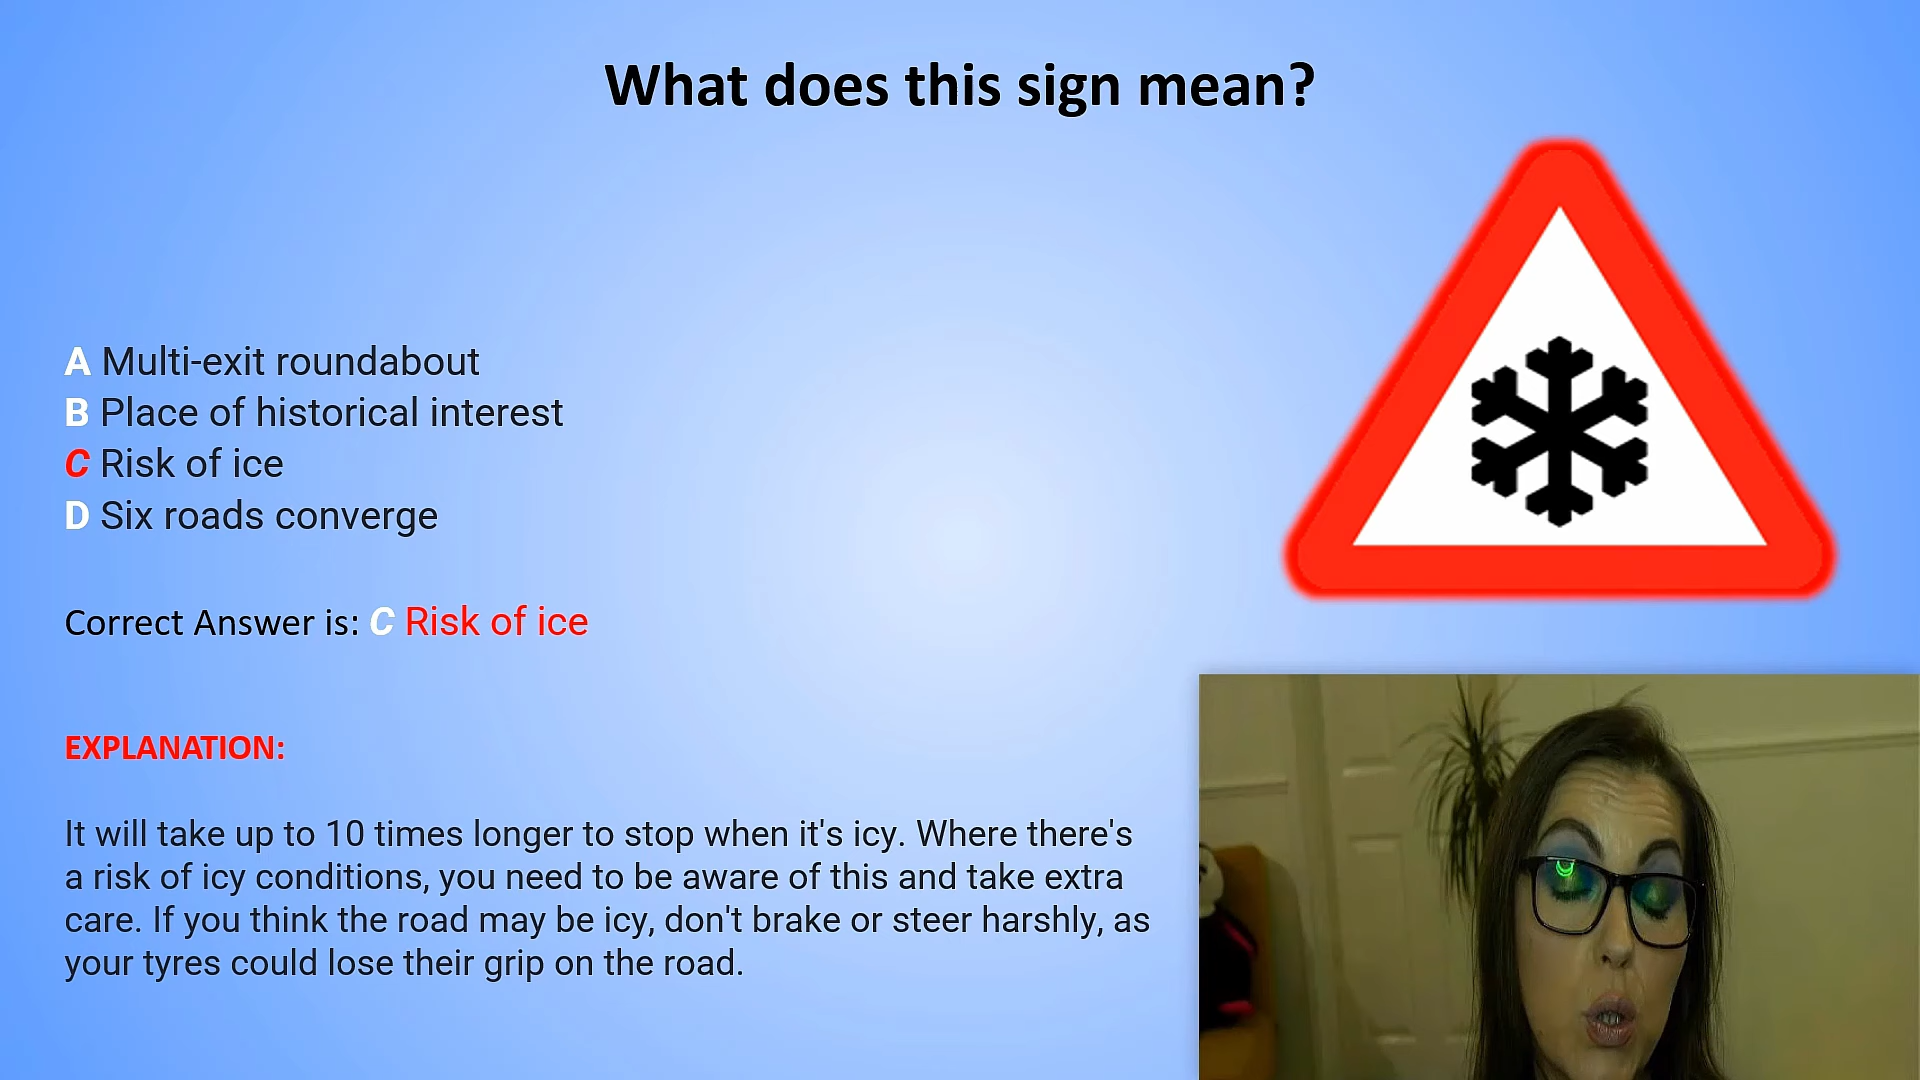 What does this sign mean?
A Multi-exit roundabout
B Place of historical interest
C Risk of ice
D Six roads converge
Correct Answer is: C Risk of ice
EXPLANATION:
It will take up to 10 times longer to stop when it's icy. Where there's
a risk of icy conditions, you need to be aware of this and take extra
care. If you think the road may be icy, don't brake or steer harshly, as
your tyres could lose their grip on the road.